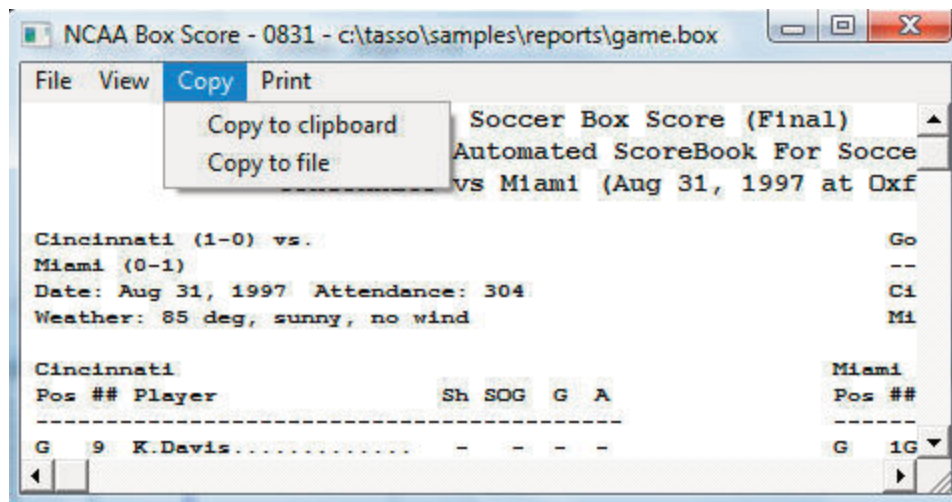 NCAA Box Score - 0831 - c:\tasso\samples\reports\game.box
File View Copy Print
Copy to clipboard
Copy to file
Soccer Box Score (Final)
Automated ScoreBook For Socce
vs Miami (Aug 31, 1997 at Oxf
Cincinnati (1-0) vs. Go
Miami (0-1) --
Date: Aug 31, 1997 Attendance: 304 Ci
Weather: 85 deg, sunny, no wind Mi
Cincinnati Miami
Pos ## Player Sh SOG G A Pos ##
------------------------------------------ ------
G 9 K.Davis............. - - - - G 1G